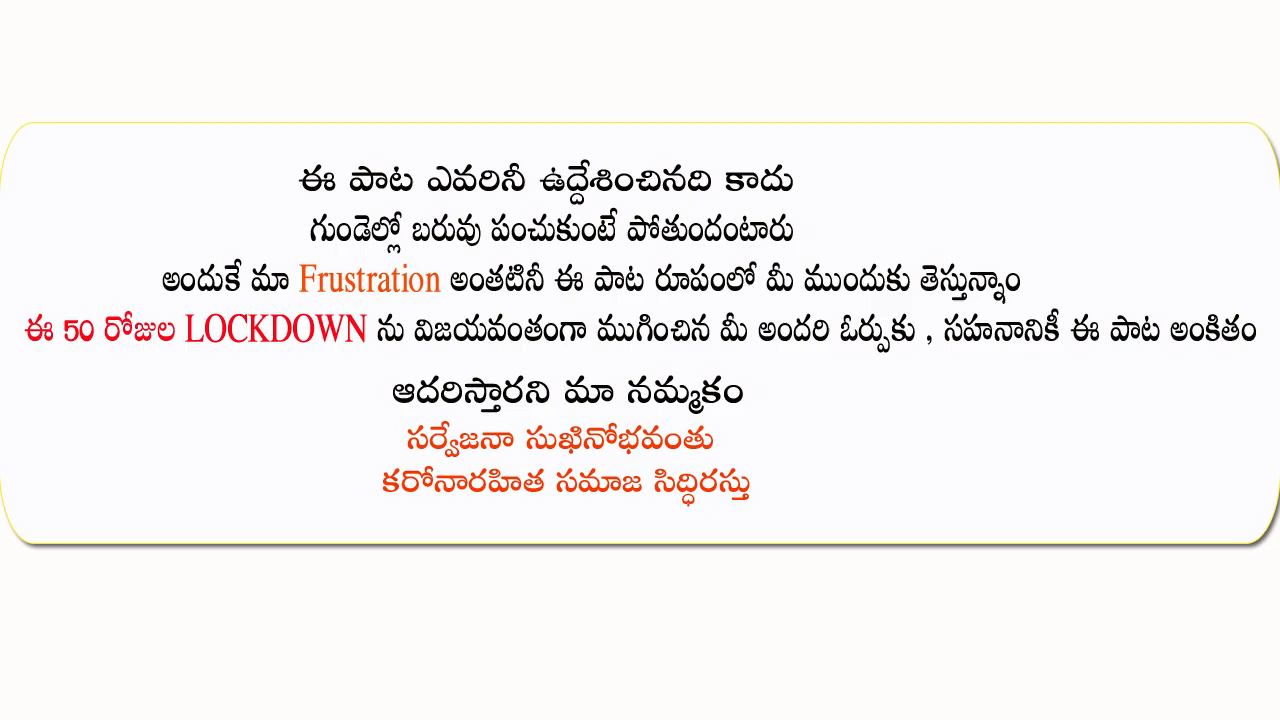 ఈ పాట ఎవరినీ ఉద్దేశించినది కాదు
గుండెల్లో బరువు పంచుకుంటే పోతుందంటారు
అందుకే మా Frustration అంతటినీ ఈ పాట రూపంలో మీ ముందుకు తెస్తున్నాం
ఈ 50 రోజుల LOCKDOWN ను విజయవంతంగా ముగించిన మీ అందరి ఓర్పుకు , సహనానికీ ఈ పాట అంకితం
ఆదరిస్తారని మా నమ్మకం
సర్వేజనా సుఖినోభవంతు
కరోనారహిత సమాజ సిద్ధిరస్తు